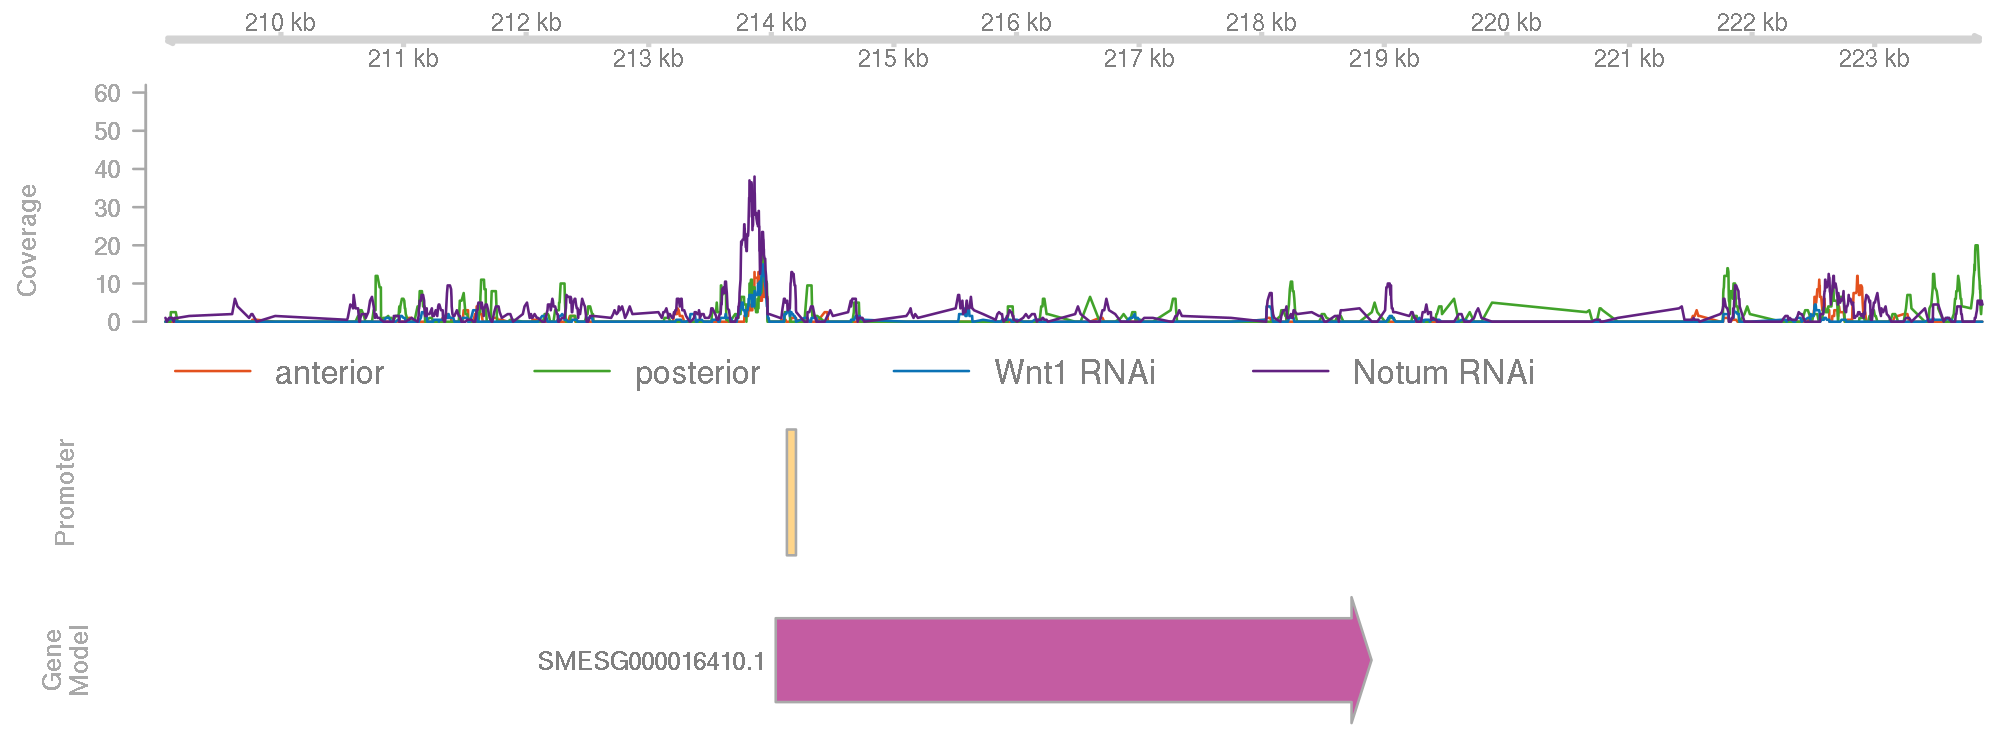 210 kb 212 kb 214 kb 216 kb 218 kb 220 kb 222 kb
211 kb 213 kb 215 kb 217 kb 219 kb 221 kb 223 kb
60
50
40
30
20
10
0
Coverage
anterior posterior Wnt1 RNAi Notum RNAi
Promoter
Gene
Model
SMESG000016410.1